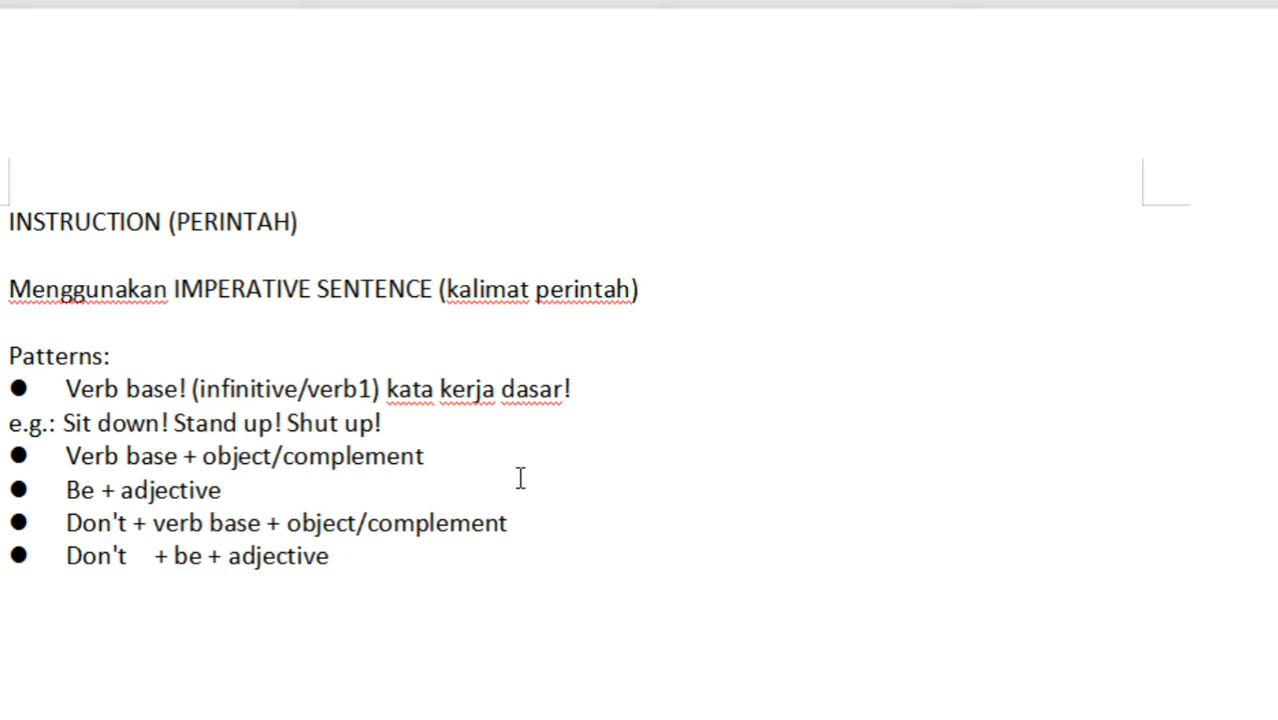 INSTRUCTION (PERINTAH)
Menggunakan IMPERATIVE SENTENCE (kalimat perintah)
Patterns:
● Verb base! (infinitive/verb1) kata kerja dasar!
e.g.: Sit down! Stand up! Shut up!
● Verb base + object/complement
● Be + adjective
● Don't + verb base + object/complement
● Don't + be + adjective